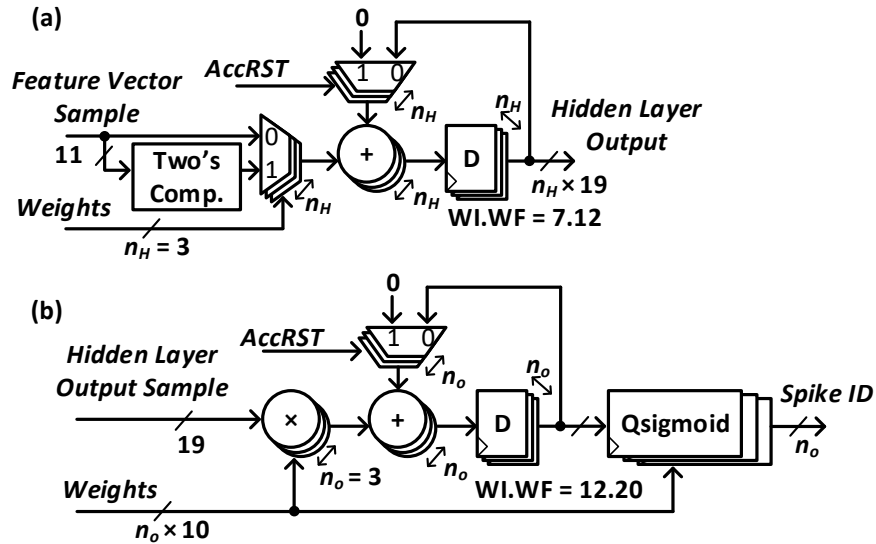 (a)
0
AccRST
1 0
n_H
Feature Vector
Sample
11
Two's
Comp.
0
1
n_H
Weights
n_H = 3
+
n_H
D
n_H
WI.WF = 7.12
Hidden Layer
Output
n_H × 19
(b)
0
AccRST
1 0
n_o
Hidden Layer
Output Sample
19
×
n_o = 3
+
n_o
D
n_o
WI.WF = 12.20
Qsigmoid
Spike ID
n_o
Weights
n_o × 10